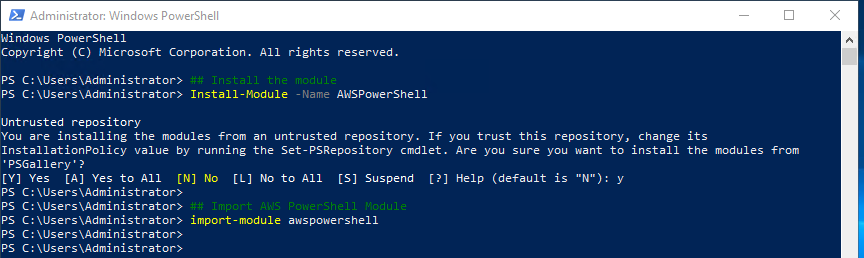 Administrator: Windows PowerShell
Windows PowerShell
Copyright (C) Microsoft Corporation. All rights reserved.
PS C:\Users\Administrator> ## Install the module
PS C:\Users\Administrator> Install-Module -Name AWSPowerShell
Untrusted repository
You are installing the modules from an untrusted repository. If you trust this repository, change its
InstallationPolicy value by running the Set-PSRepository cmdlet. Are you sure you want to install the modules from
'PSGallery'?
[Y] Yes  [A] Yes to All  [N] No  [L] No to All  [S] Suspend  [?] Help (default is "N"): y
PS C:\Users\Administrator>
PS C:\Users\Administrator> ## Import AWS PowerShell Module
PS C:\Users\Administrator> import-module awspowershell
PS C:\Users\Administrator>
PS C:\Users\Administrator>